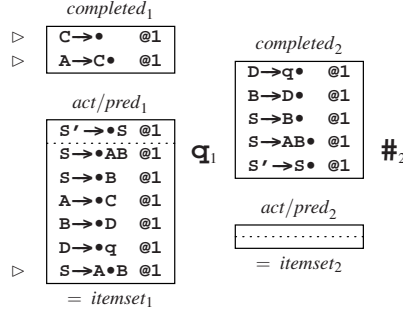 completed₁
▷ C→• @1
▷ A→C• @1
act/pred₁
S'→•S @1
S→•AB @1
S→•B @1
A→•C @1
B→•D @1
D→•q @1
▷ S→A•B @1
= itemset₁
q₁
completed₂
D→q• @1
B→D• @1
S→B• @1
S→AB• @1
S'→S• @1
act/pred₂
= itemset₂
#₂